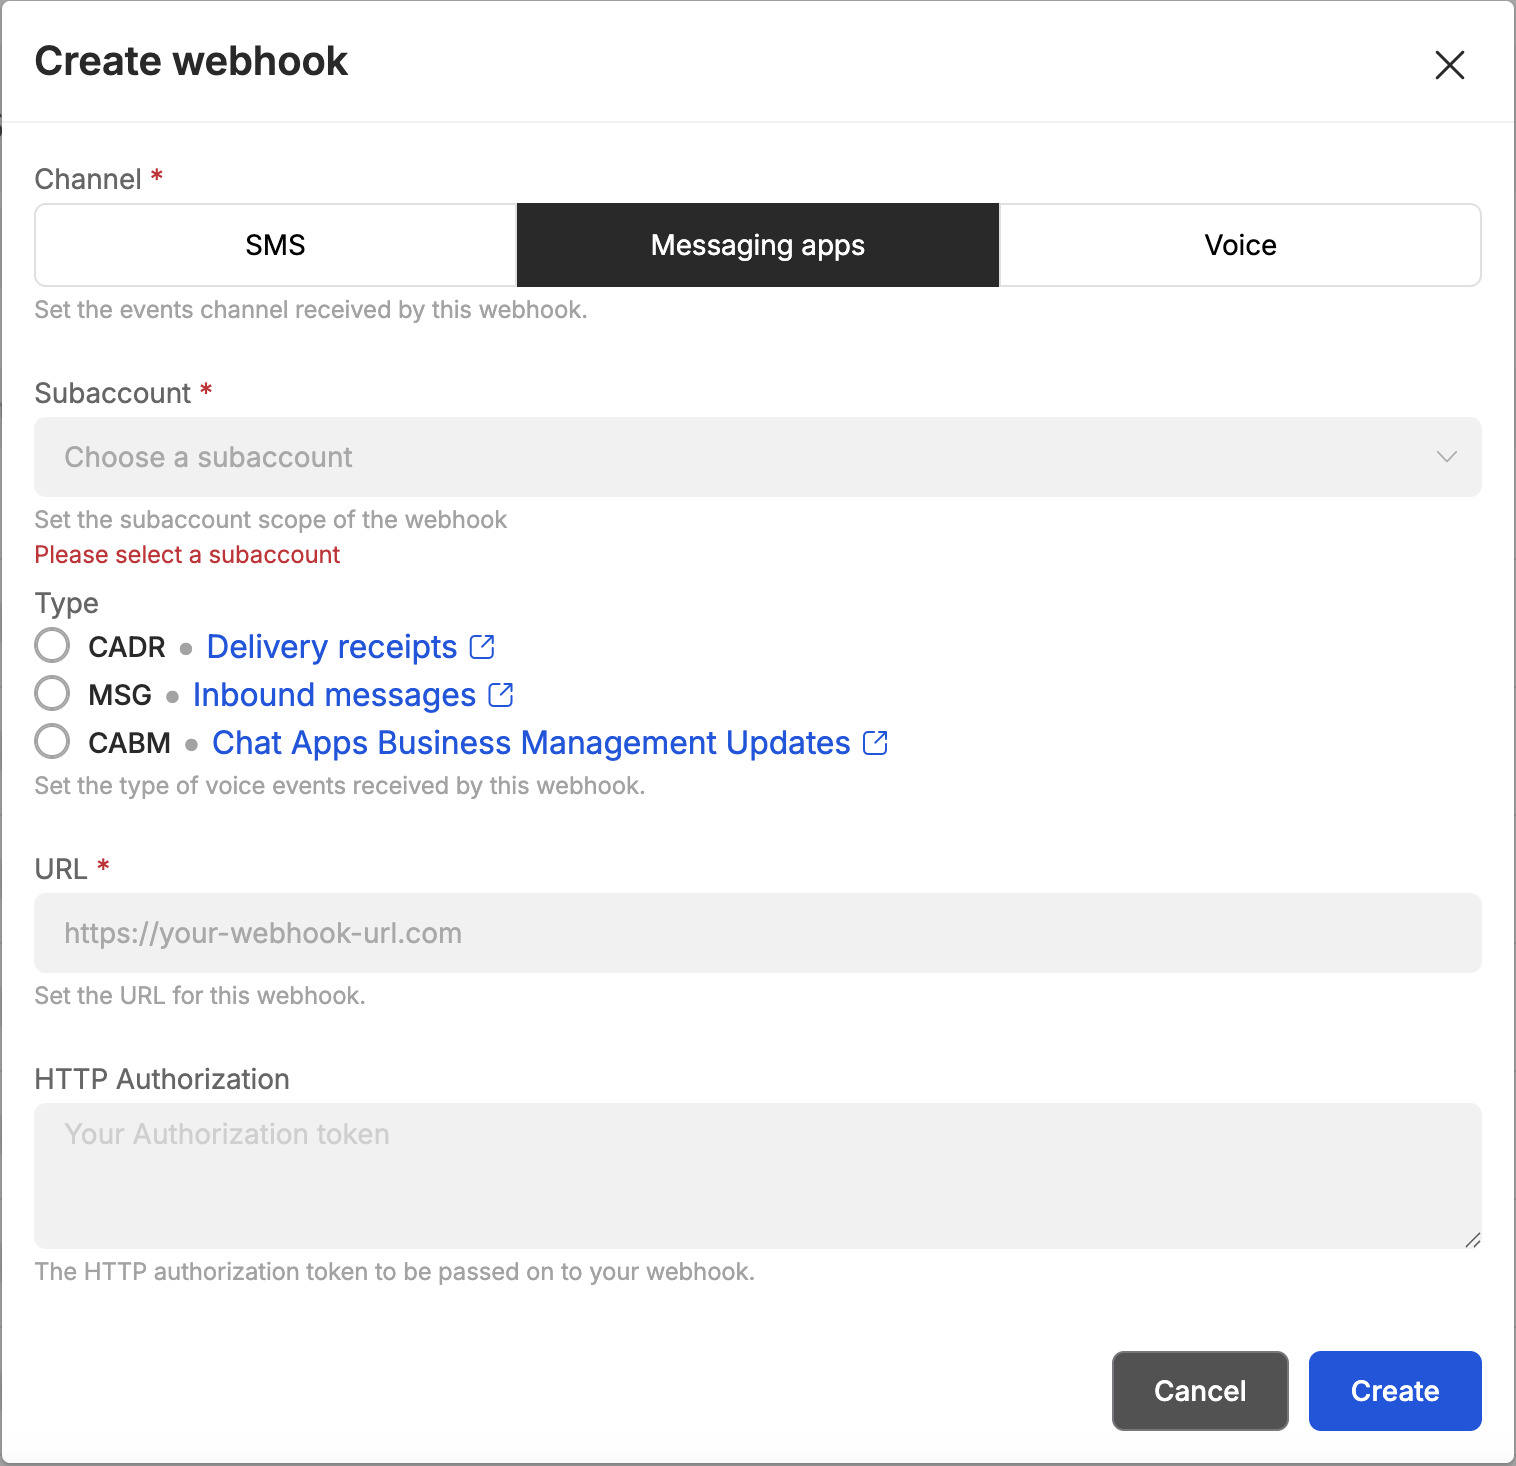 Create webhook
Channel *
SMS
Messaging apps
Voice
Set the events channel received by this webhook.
Subaccount *
Choose a subaccount
Set the subaccount scope of the webhook
Please select a subaccount
Type
CADR • Delivery receipts
MSG • Inbound messages
CABM • Chat Apps Business Management Updates
Set the type of voice events received by this webhook.
URL *
https://your-webhook-url.com
Set the URL for this webhook.
HTTP Authorization
Your Authorization token
The HTTP authorization token to be passed on to your webhook.
Cancel
Create